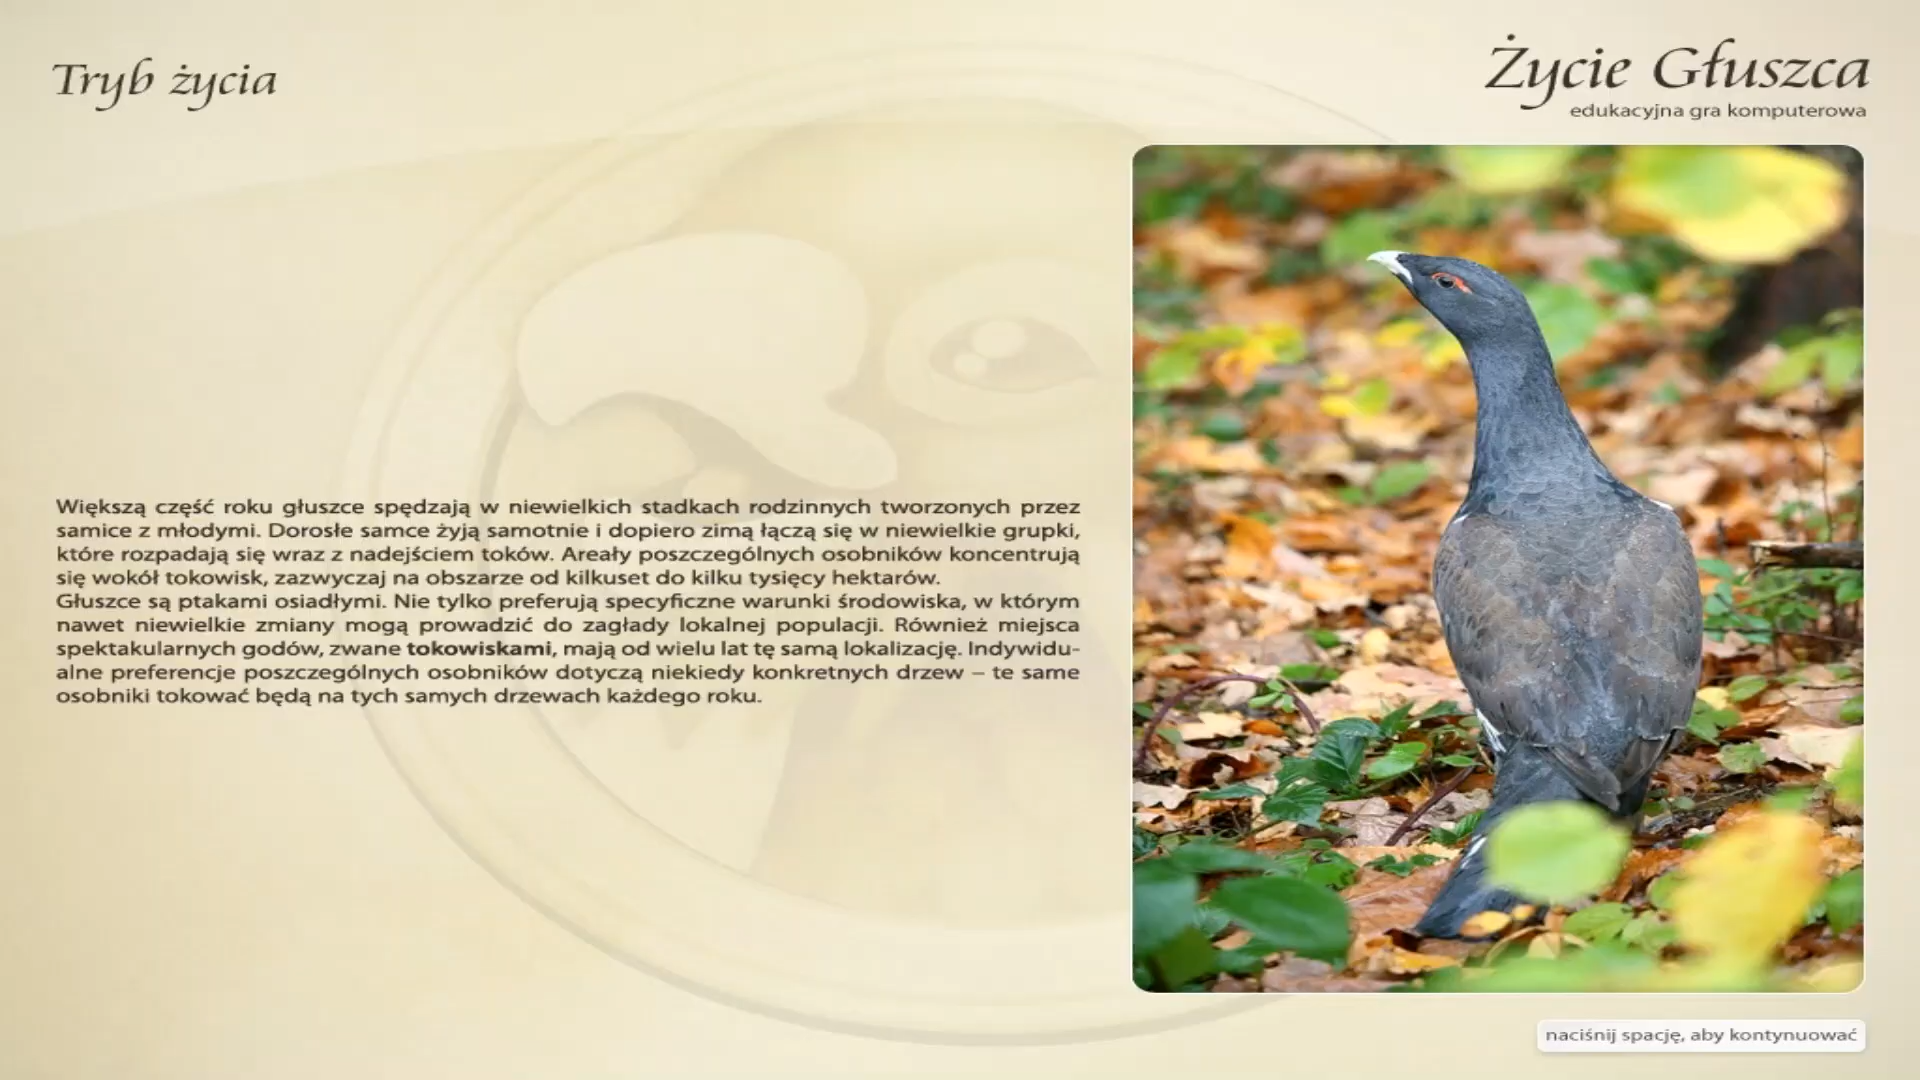 Tryb życia
Życie Głuszca
edukacyjna gra komputerowa
Większą część roku głuszce spędzają w niewielkich stadkach rodzinnych tworzonych przez
samice z młodymi. Dorosłe samce żyją samotnie i dopiero zimą łączą się w niewielkie grupki,
które rozpadają się wraz z nadejściem toków. Areały poszczególnych osobników koncentrują
się wokół tokowisk, zazwyczaj na obszarze od kilkuset do kilku tysięcy hektarów.
Głuszce są ptakami osiadłymi. Nie tylko preferują specyficzne warunki środowiska, w którym
nawet niewielkie zmiany mogą prowadzić do zagłady lokalnej populacji. Również miejsca
spektakularnych godów, zwane tokowiskami, mają od wielu lat tę samą lokalizację. Indywidu-
alne preferencje poszczególnych osobników dotyczą niekiedy konkretnych drzew – te same
osobniki tokować będą na tych samych drzewach każdego roku.
naciśnij spację, aby kontynuować